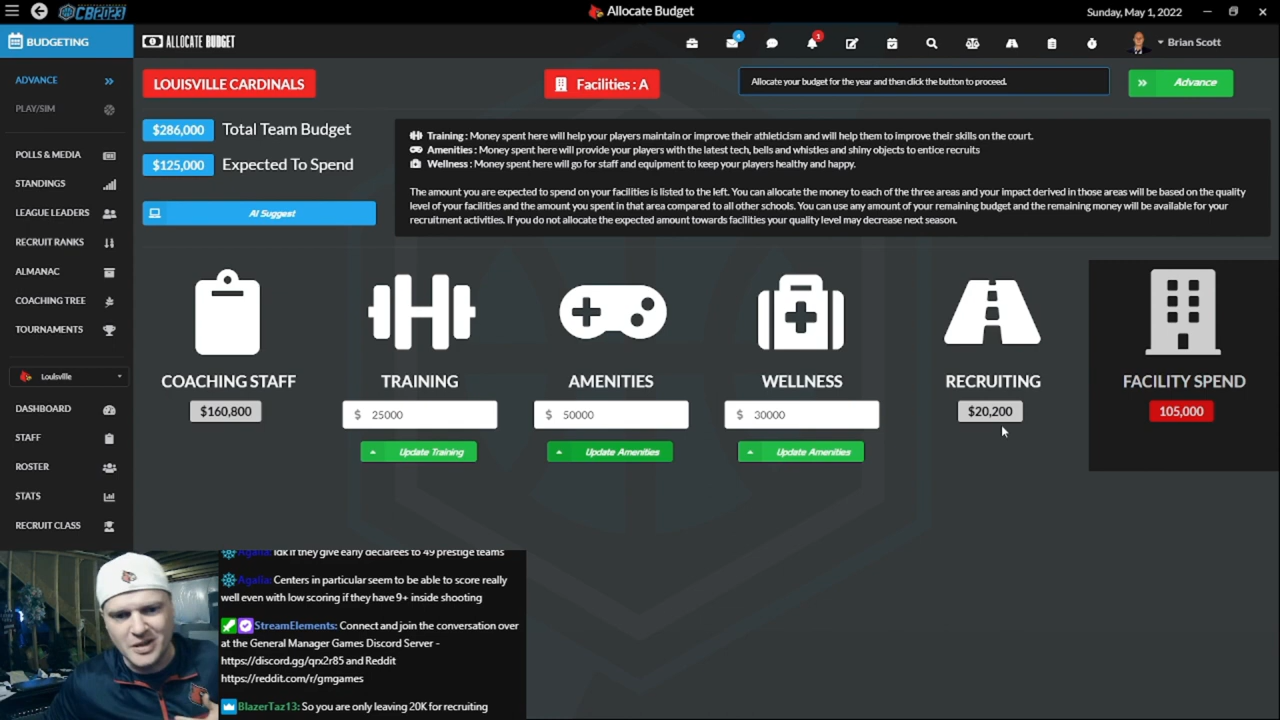 CB2023
Allocate Budget
Sunday, May 1, 2022
BUDGETING
ALLOCATE BUDGET
4
1
Brian Scott
ADVANCE
PLAY/SIM
POLLS & MEDIA
STANDINGS
LEAGUE LEADERS
RECRUIT RANKS
ALMANAC
COACHING TREE
TOURNAMENTS
Louisville
DASHBOARD
STAFF
ROSTER
STATS
RECRUIT CLASS
LOUISVILLE CARDINALS
Facilities : A
Allocate your budget for the year and then click the button to proceed.
Advance
$286,000 Total Team Budget
$125,000 Expected To Spend
AI Suggest
Training : Money spent here will help your players maintain or improve their athleticism and will help them to improve their skills on the court.
Amenities : Money spent here will provide your players with the latest tech, bells and whistles and shiny objects to entice recruits
Wellness : Money spent here will go for staff and equipment to keep your players healthy and happy.
The amount you are expected to spend on your facilities is listed to the left. You can allocate the money to each of the three areas and your impact derived in those areas will be based on the quality
level of your facilities and the amount you spent in that area compared to all other schools. You can use any amount of your remaining budget and the remaining money will be available for your
recruitment activities. If you do not allocate the expected amount towards facilities your quality level may decrease next season.
COACHING STAFF
$160,800
TRAINING
$ 25000
Update Training
AMENITIES
$ 50000
Update Amenities
WELLNESS
$ 30000
Update Amenities
RECRUITING
$20,200
FACILITY SPEND
105,000
Agalia: Idk if they give early declarees to 49 prestige teams
Agalia: Centers in particular seem to be able to score really
well even with low scoring if they have 9+ inside shooting
StreamElements: Connect and join the conversation over
at the General Manager Games Discord Server -
https://discord.gg/qrx2r85 and Reddit
https://reddit.com/r/gmgames
BlazerTaz13: So you are only leaving 20K for recruiting